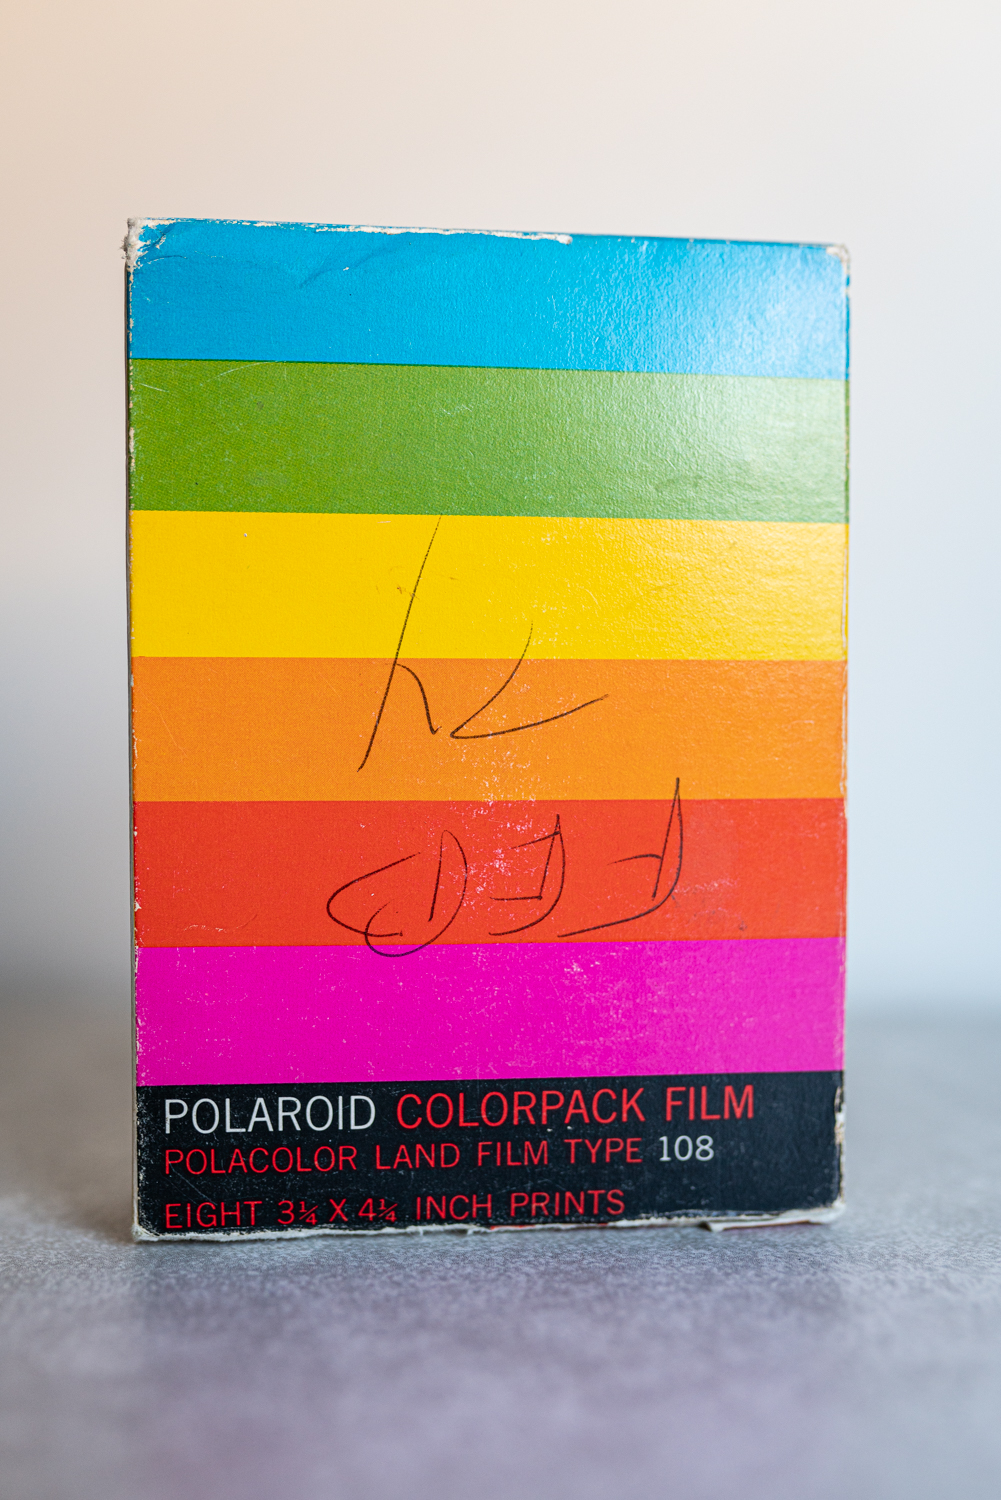 POLAROID COLORPACK FILM
POLACOLOR LAND FILM TYPE 108
EIGHT 3¼ X 4¼ INCH PRINTS